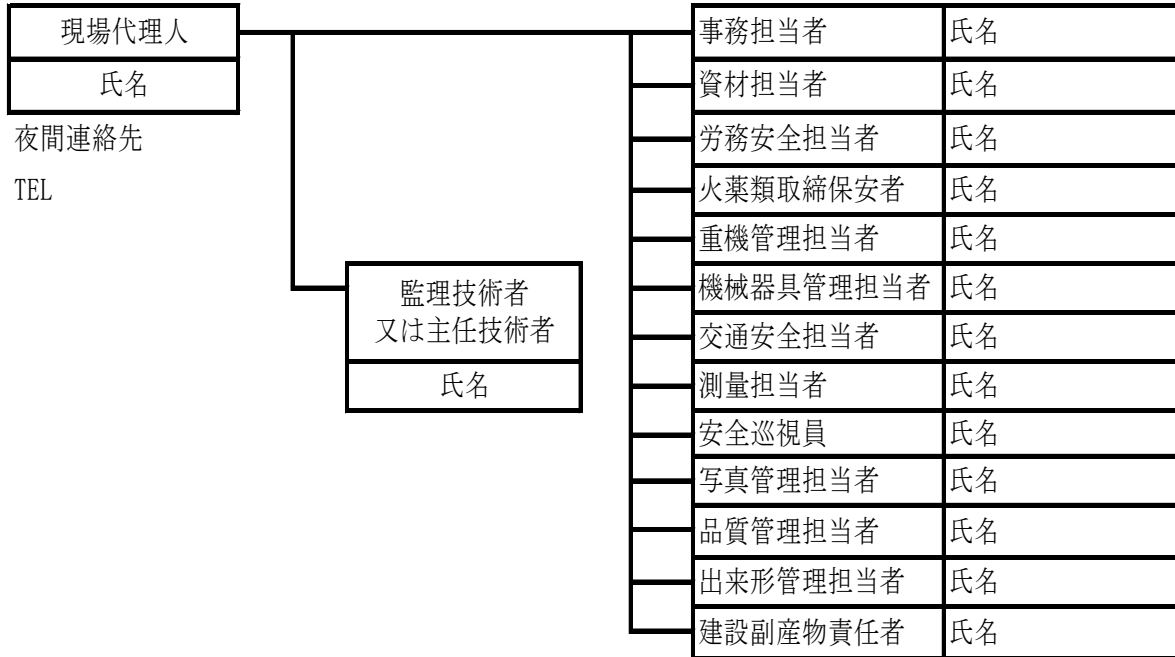 現場代理人
氏名
夜間連絡先
TEL
監理技術者
又は主任技術者
氏名
事務担当者 氏名
資材担当者 氏名
労務安全担当者 氏名
火薬類取締保安者 氏名
重機管理担当者 氏名
機械器具管理担当者 氏名
交通安全担当者 氏名
測量担当者 氏名
安全巡視員 氏名
写真管理担当者 氏名
品質管理担当者 氏名
出来形管理担当者 氏名
建設副産物責任者 氏名